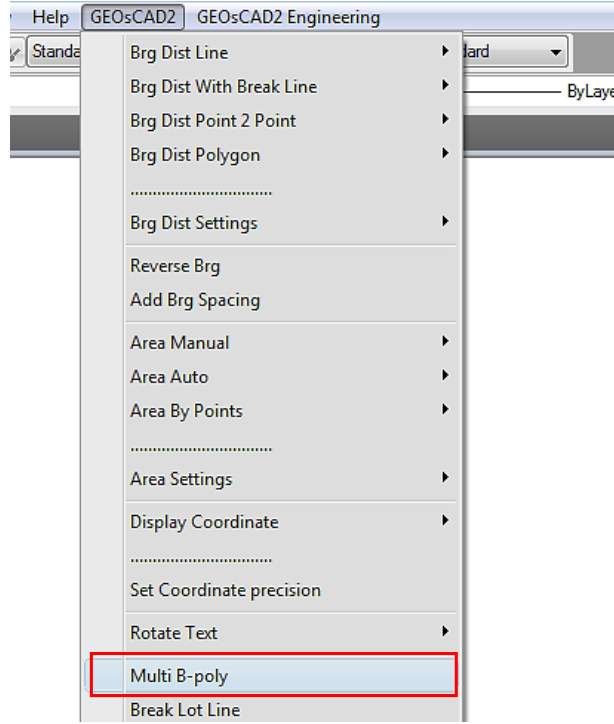 Help GEOsCAD2 GEOsCAD2 Engineering
Standa dard
ByLaye
Brg Dist Line
Brg Dist With Break Line
Brg Dist Point 2 Point
Brg Dist Polygon
................................
Brg Dist Settings
Reverse Brg
Add Brg Spacing
Area Manual
Area Auto
Area By Points
................................
Area Settings
Display Coordinate
................................
Set Coordinate precision
Rotate Text
Multi B-poly
Break Lot Line